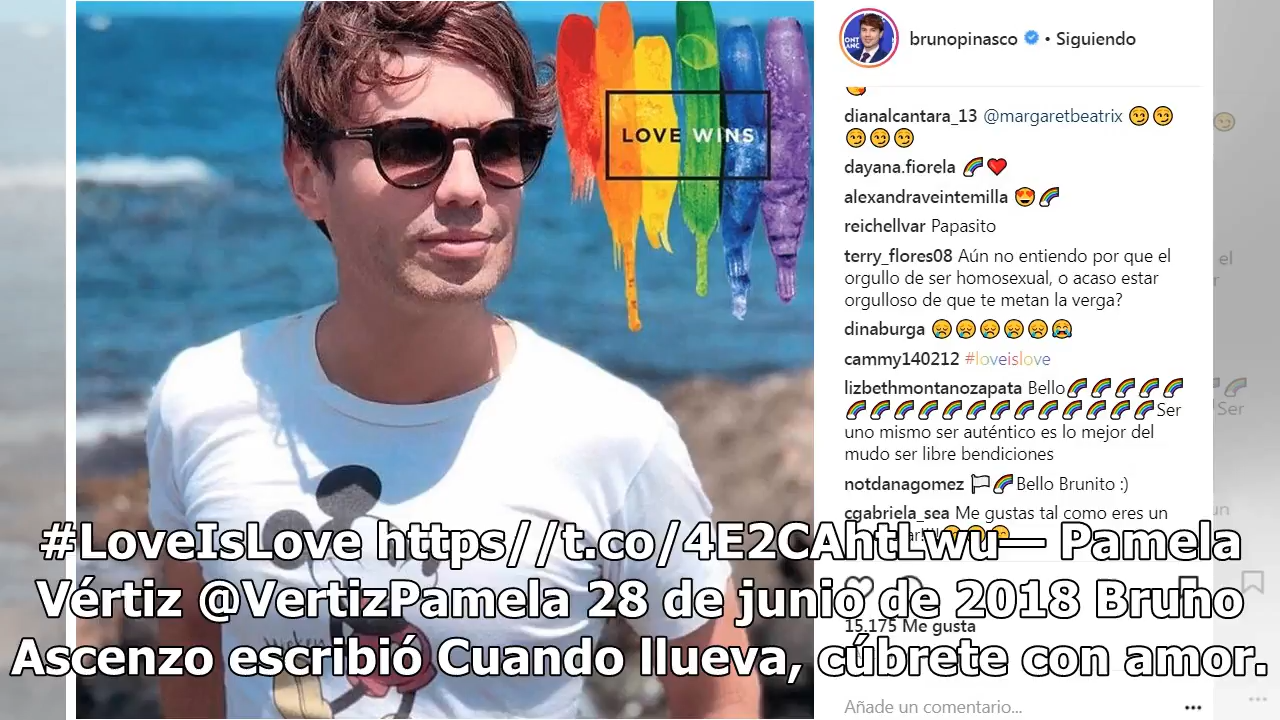 LOVE WINS
brunopinasco • Siguiendo
dianalcantara_13 @margaretbeatrix 😏😏
😏😏😏
dayana.fiorela 🌈❤️
alexandraveintemilla 😍🌈
reichellvar Papasito
terry_flores08 Aún no entiendo por que el
orgullo de ser homosexual, o acaso estar
orgulloso de que te metan la verga?
dinaburga 😢😢😢😢😢😭
cammy140212 #loveislove
lizbethmontanozapata Bello🌈🌈🌈🌈🌈
🌈🌈🌈🌈🌈🌈🌈🌈🌈🌈🌈🌈🌈Ser
uno mismo ser auténtico es lo mejor del
mudo ser libre bendiciones
notdanagomez 🏳🌈Bello Brunito :)
cgabriela_sea Me gustas tal como eres un
15,175 Me gusta
Añade un comentario...
#LoveIsLove https//t.co/4E2CAhtLwu— Pamela
Vértiz @VertizPamela 28 de junio de 2018 Bruno
Ascenzo escribió Cuando llueva, cúbrete con amor.